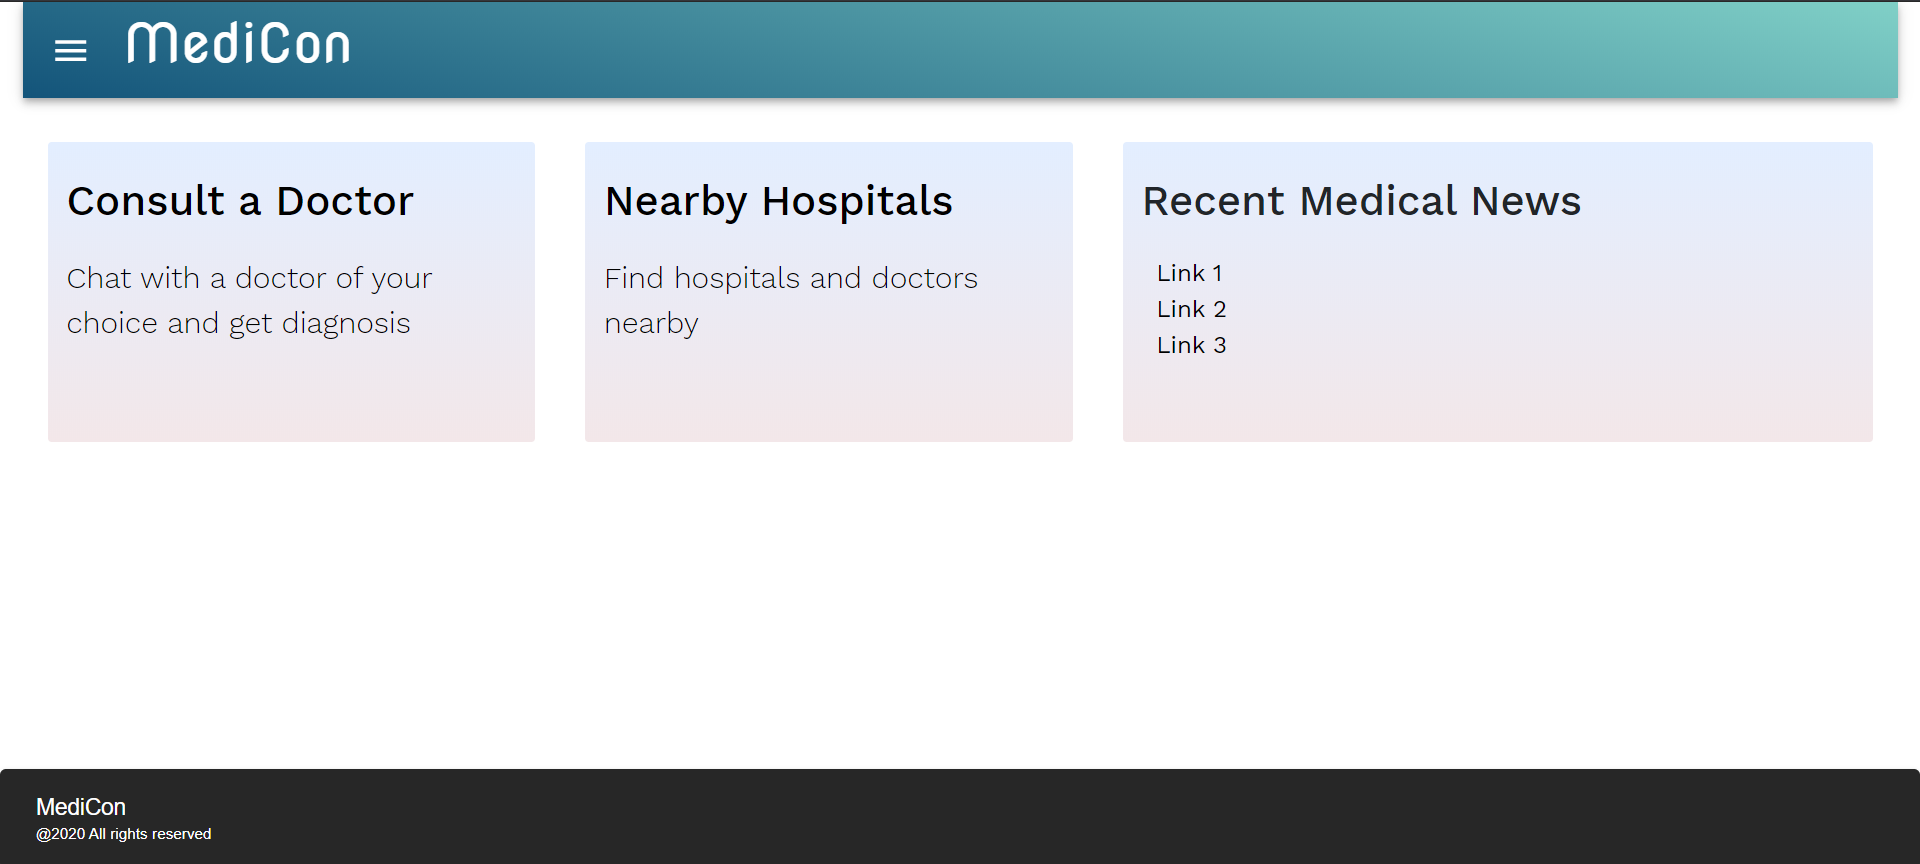 MediCon
Consult a Doctor
Chat with a doctor of your
choice and get diagnosis
Nearby Hospitals
Find hospitals and doctors
nearby
Recent Medical News
Link 1
Link 2
Link 3
MediCon
@2020 All rights reserved